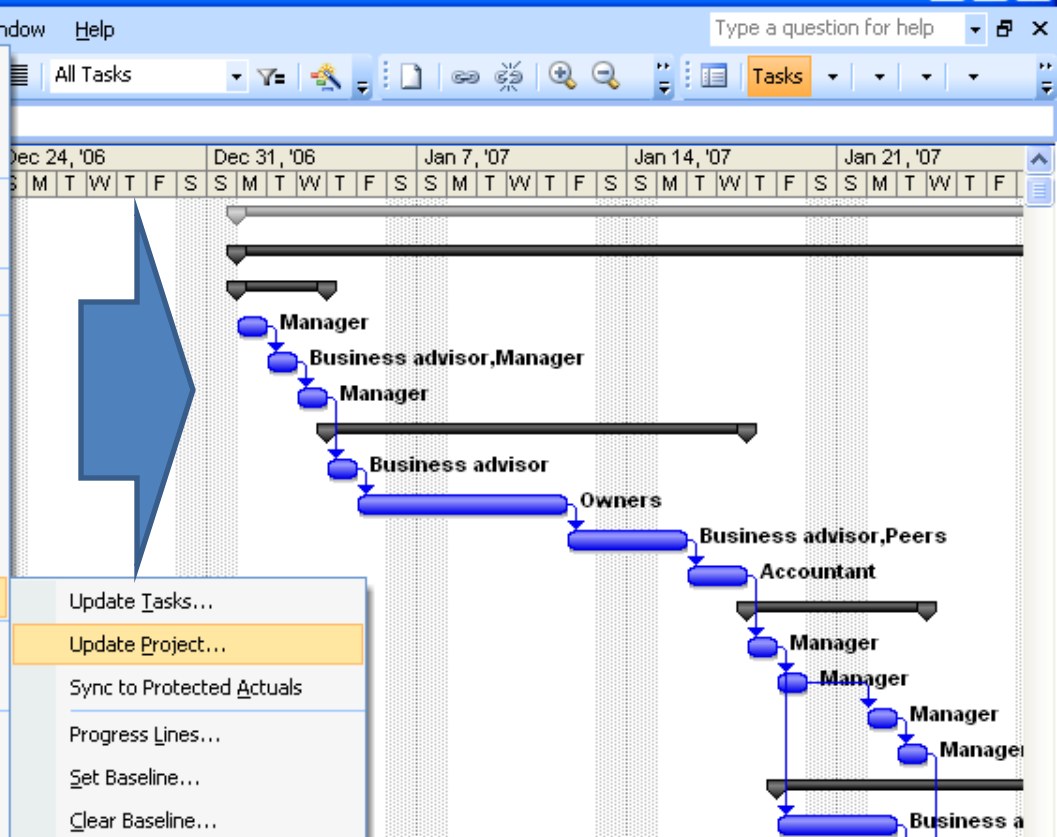 ndow Help Type a question for help
All Tasks Tasks
Dec 24, '06 Dec 31, '06 Jan 7, '07 Jan 14, '07 Jan 21, '07
S M T W T F S S M T W T F S S M T W T F S S M T W T F S S M T W T F
Manager
Business advisor,Manager
Manager
Business advisor
Owners
Business advisor,Peers
Accountant
Manager
Manager
Manager
Manager
Business a
Update Tasks...
Update Project...
Sync to Protected Actuals
Progress Lines...
Set Baseline...
Clear Baseline...